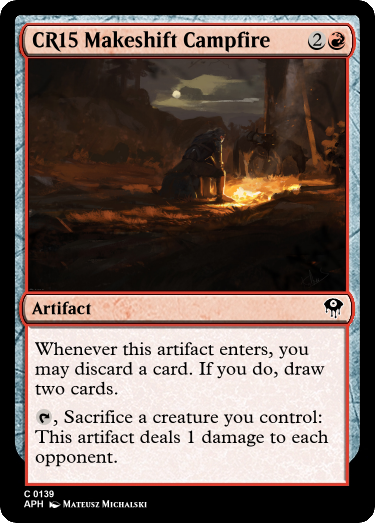 CR15 Makeshift Campfire 2
Artifact
Whenever this artifact enters, you
may discard a card. If you do, draw
two cards.
, Sacrifice a creature you control:
This artifact deals 1 damage to each
opponent.
C 0139
APH Mateusz Michalski